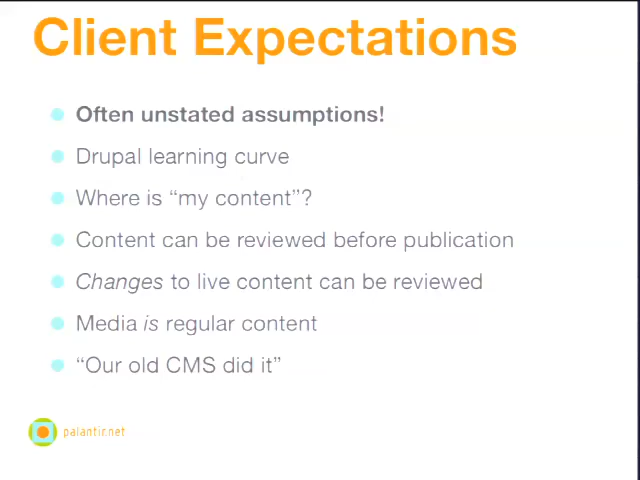 Client Expectations
Often unstated assumptions!
Drupal learning curve
Where is “my content”?
Content can be reviewed before publication
Changes to live content can be reviewed
Media is regular content
“Our old CMS did it”
palantir.net